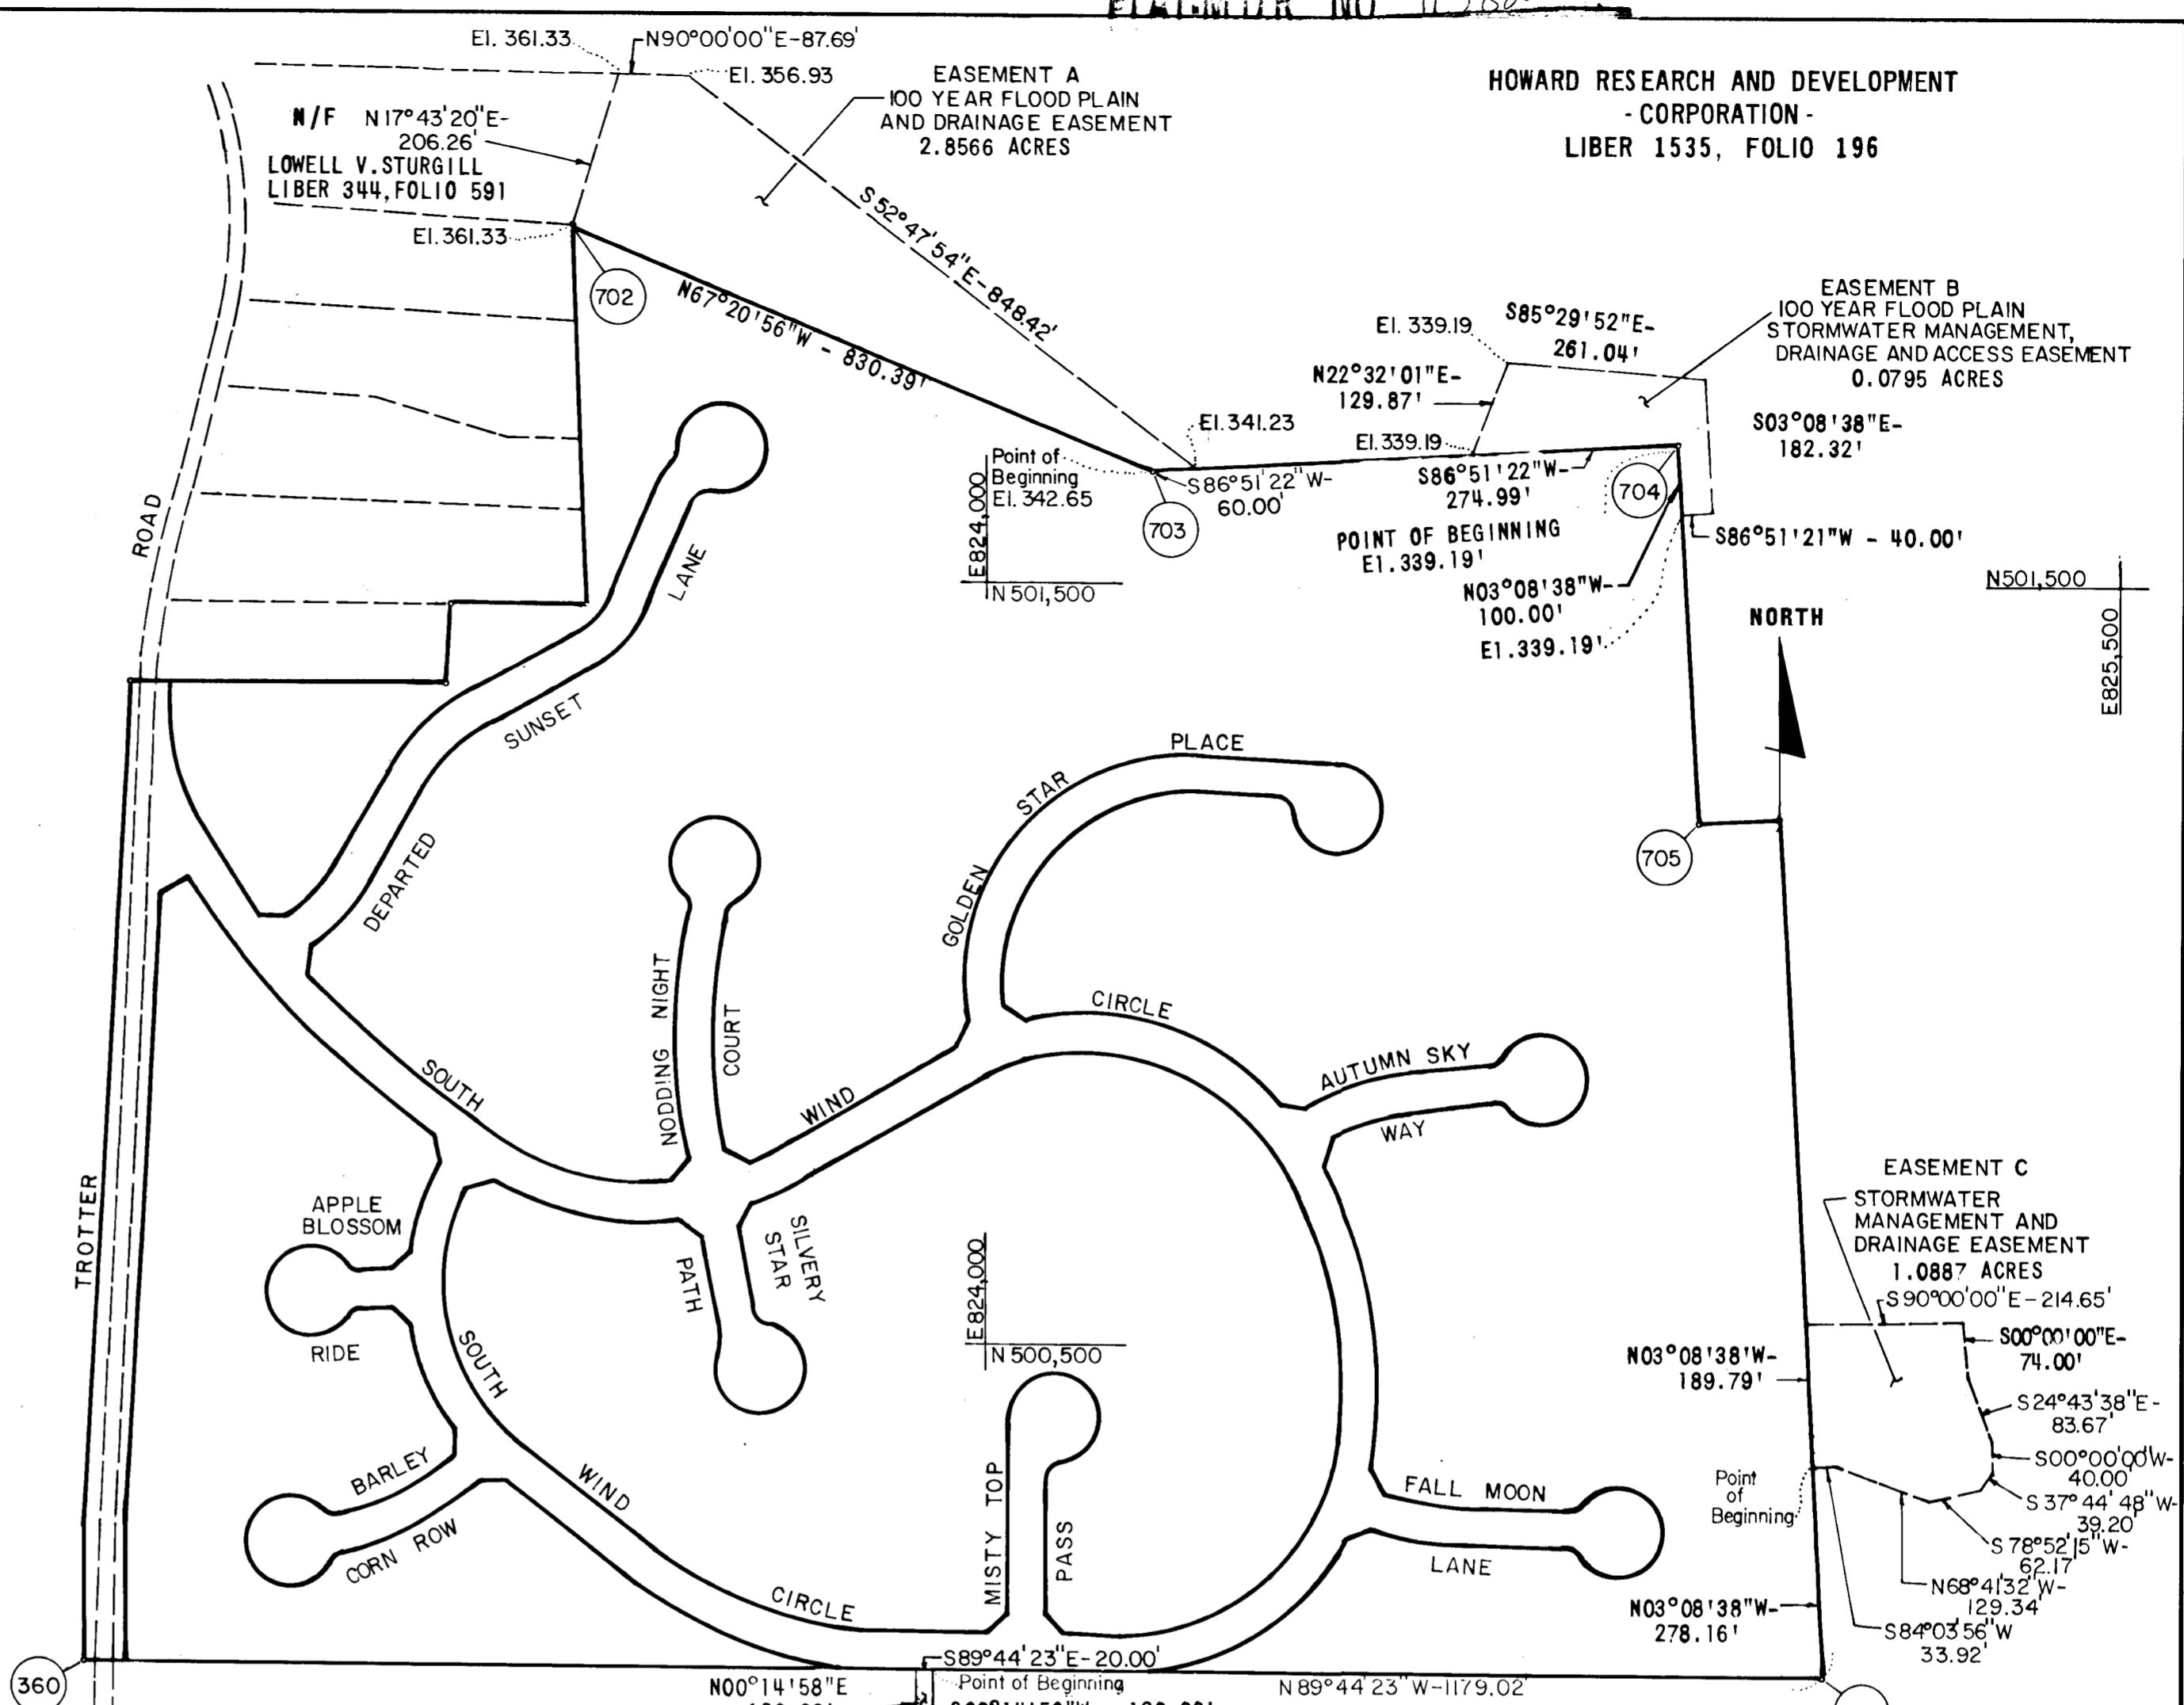 El. 361.33
N90°00'00"E-87.69'
El. 356.93
EASEMENT A
100 YEAR FLOOD PLAIN
AND DRAINAGE EASEMENT
2.8566 ACRES
HOWARD RESEARCH AND DEVELOPMENT
- CORPORATION -
LIBER 1535, FOLIO 196
N/F N17°43'20"E-
206.26'
LOWELL V. STURGILL
LIBER 344, FOLIO 591
El. 361.33
702
S52°47'54"E-848.42'
N67°20'56"W - 830.39'
EASEMENT B
100 YEAR FLOOD PLAIN
STORMWATER MANAGEMENT,
DRAINAGE AND ACCESS EASEMENT
0.0795 ACRES
El. 339.19
S85°29'52"E-
261.04'
N22°32'01"E-
129.87'
El. 341.23
El. 339.19
S03°08'38"E-
182.32'
Point of
Beginning
El. 342.65
S86°51'22"W-
60.00'
703
S86°51'22"W-
274.99'
704
S86°51'21"W - 40.00'
POINT OF BEGINNING
El. 339.19'
N03°08'38"W-
100.00'
El. 339.19'
E824,000
N501,500
N501,500
E825,500
NORTH
ROAD
LANE
SUNSET
DEPARTED
PLACE
STAR
GOLDEN
705
NODDING NIGHT
COURT
CIRCLE
WIND
SOUTH
AUTUMN SKY
WAY
TROTTER
APPLE
BLOSSOM
RIDE
PATH
SILVERY
STAR
E824,000
N500,500
EASEMENT C
STORMWATER
MANAGEMENT AND
DRAINAGE EASEMENT
1.0887 ACRES
S90°00'00"E-214.65'
S00°00'00"E-
74.00'
N03°08'38'W-
189.79'
S24°43'38"E-
83.67'
S00°00'00W-
40.00'
S37°44'48"W-
39.20'
S78°52'15"W-
62.17'
N68°41'32'W-
129.34'
S84°03'56"W
33.92'
Point
of
Beginning
SOUTH
WIND
CIRCLE
BARLEY
CORN ROW
MISTY TOP
PASS
FALL MOON
LANE
N03°08'38"W-
278.16'
360
S89°44'23"E-20.00'
N00°14'58"E
Point of Beginning
N89°44'23"W-1179.02'